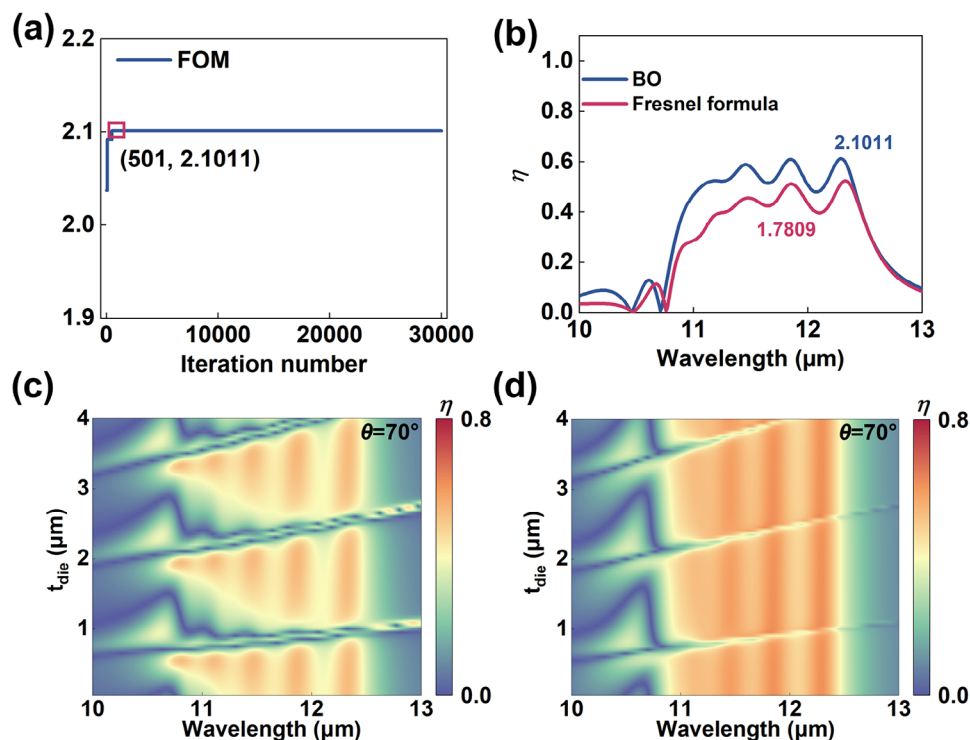 (a)
2.2
2.1
2.0
1.9
FOM
(501, 2.1011)
0
10000
20000
30000
Iteration number
(b)
1.0
0.8
0.6
0.4
0.2
0.0
η
BO
Fresnel formula
2.1011
1.7809
10
11
12
13
Wavelength (μm)
(c)
4
3
2
1
t_die (μm)
θ=70°
η
0.8
0.0
10
11
12
13
Wavelength (μm)
(d)
4
3
2
1
t_die (μm)
θ=70°
η
0.8
0.0
10
11
12
13
Wavelength (μm)